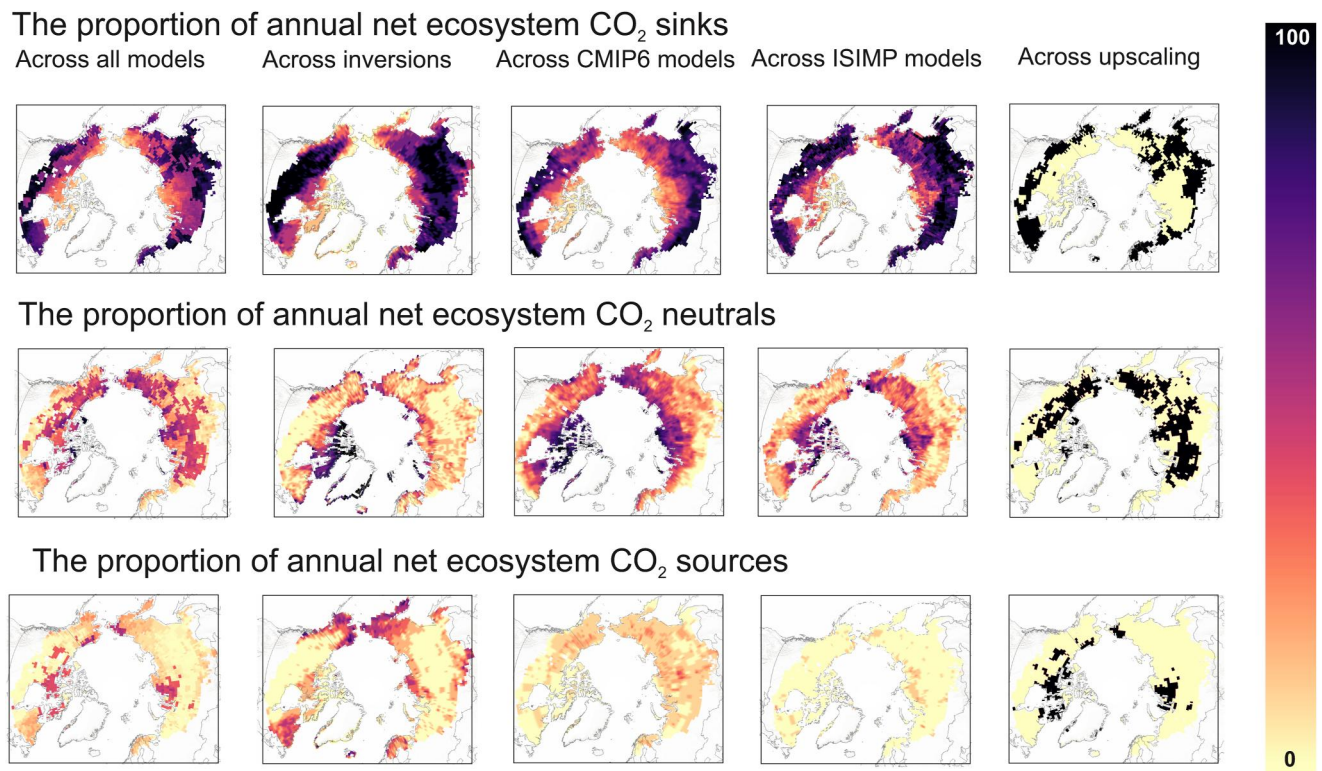 The proportion of annual net ecosystem CO₂ sinks
Across all models
Across inversions
Across CMIP6 models
Across ISIMP models
Across upscaling
100
The proportion of annual net ecosystem CO₂ neutrals
The proportion of annual net ecosystem CO₂ sources
0